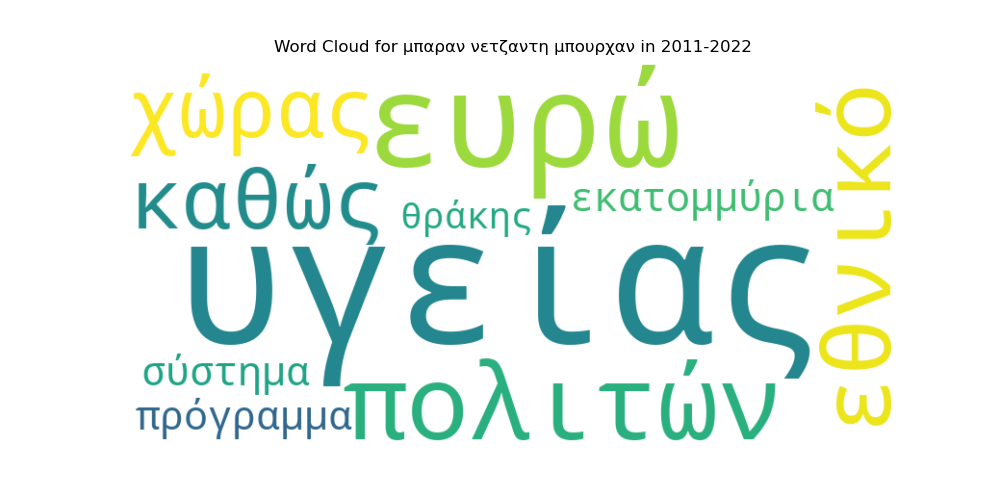 Word Cloud for μπαραν νετζαντη μπουρχαν in 2011-2022
χώρας
ευρώ
εθνικό
καθώς
θράκης
εκατομμύρια
υγείας
σύστημα
πρόγραμμα
πολιτών